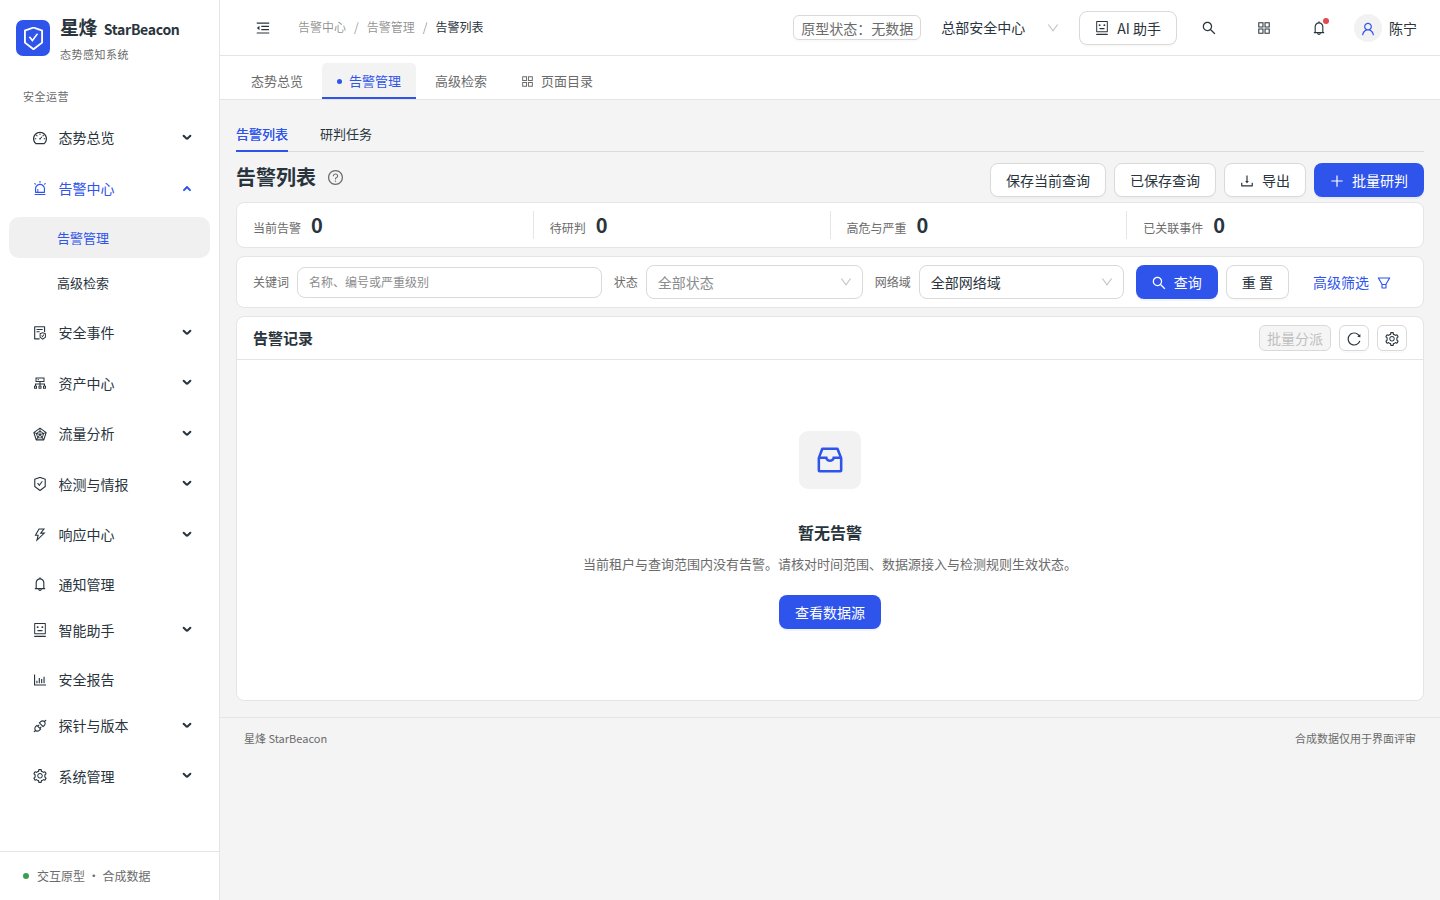 星烽 StarBeacon
态势感知系统
安全运营
态势总览
告警中心
告警管理
高级检索
安全事件
资产中心
流量分析
检测与情报
响应中心
通知管理
智能助手
安全报告
探针与版本
系统管理
交互原型 · 合成数据
告警中心 / 告警管理 / 告警列表
原型状态：无数据
总部安全中心
AI 助手
陈宁
态势总览
告警管理
高级检索
页面目录
告警列表
研判任务
告警列表
保存当前查询
已保存查询
导出
批量研判
当前告警 0
待研判 0
高危与严重 0
已关联事件 0
关键词 名称、编号或严重级别
状态 全部状态
网络域 全部网络域
查询
重 置
高级筛选
告警记录
批量分派
暂无告警
当前租户与查询范围内没有告警。请核对时间范围、数据源接入与检测规则生效状态。
查看数据源
星烽 StarBeacon
合成数据仅用于界面评审